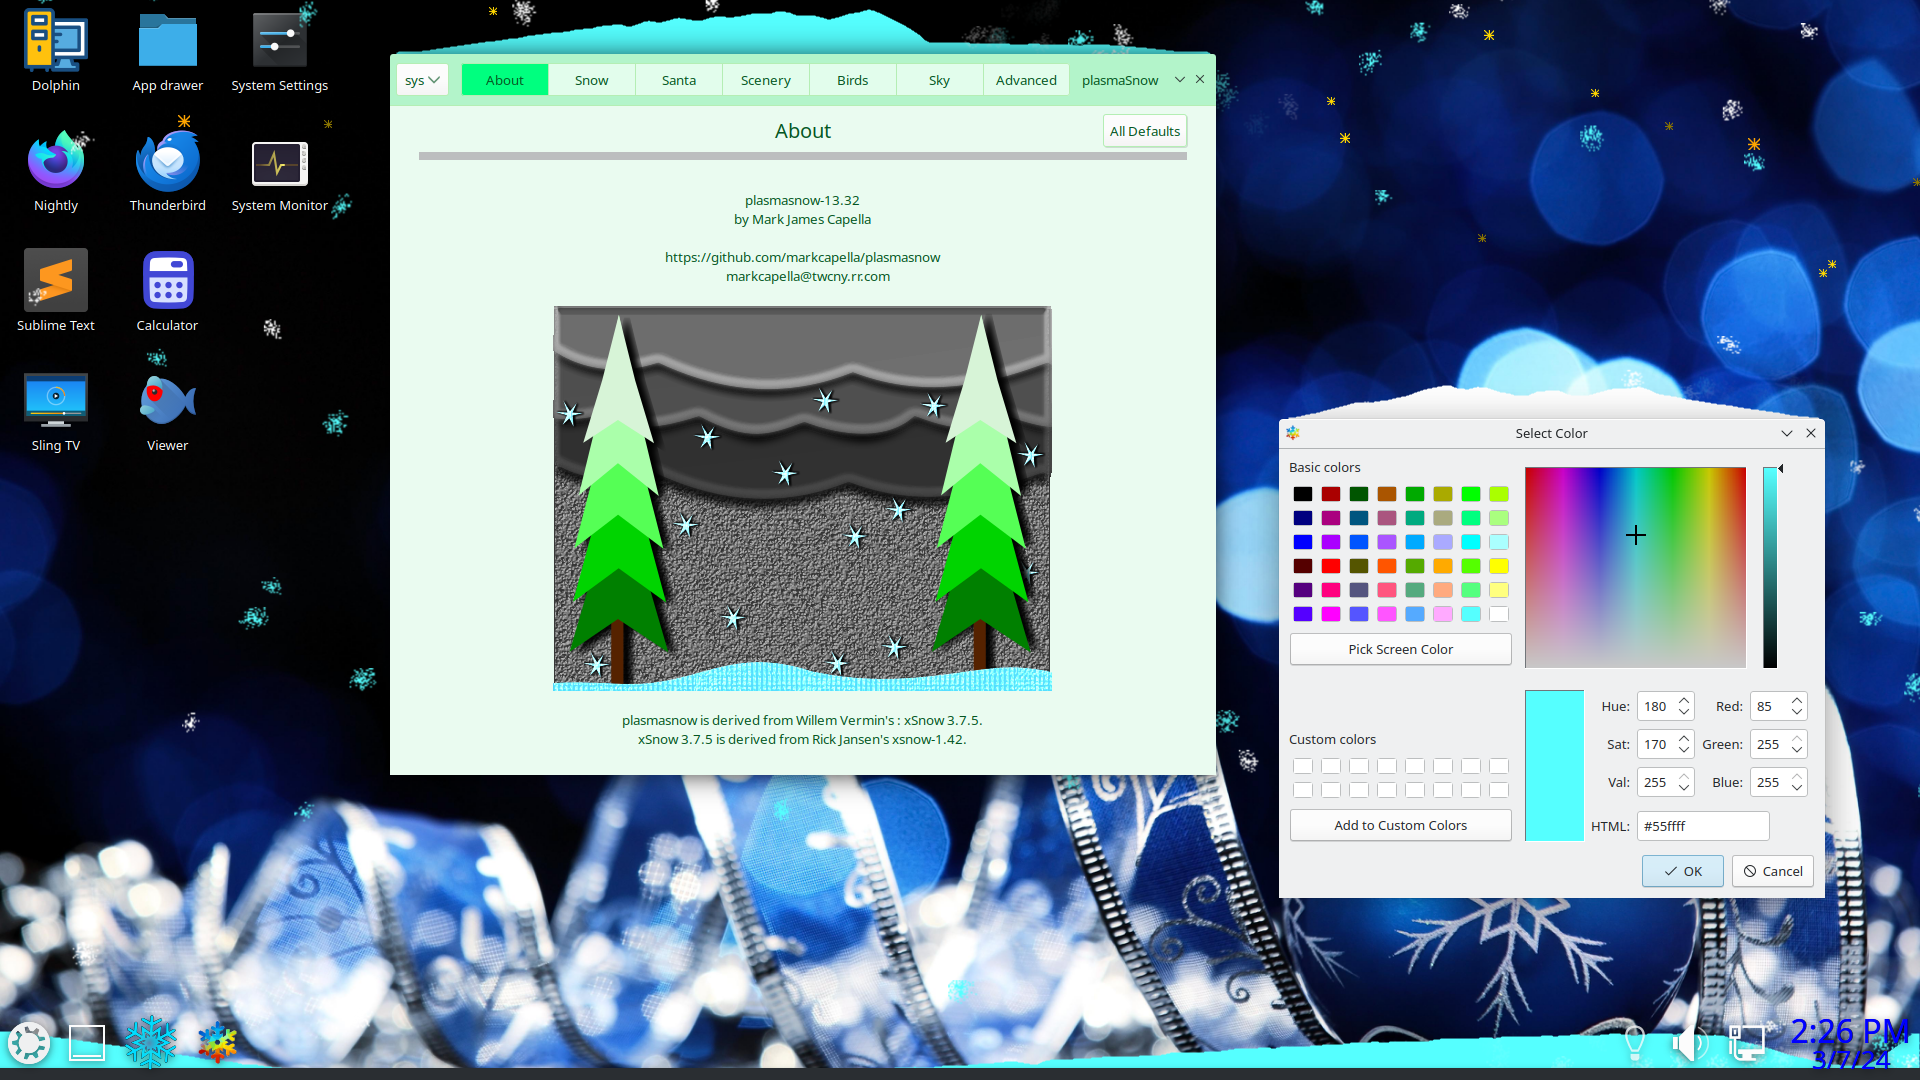 Dolphin
App drawer
System Settings
Nightly
Thunderbird
System Monitor
Sublime Text
Calculator
Sling TV
Viewer
sys
About
Snow
Santa
Scenery
Birds
Sky
Advanced
plasmaSnow
About
All Defaults
plasmasnow-13.32
by Mark James Capella
https://github.com/markcapella/plasmasnow
markcapella@twcny.rr.com
plasmasnow is derived from Willem Vermin's : xSnow 3.7.5.
xSnow 3.7.5 is derived from Rick Jansen's xsnow-1.42.
Select Color
Basic colors
Pick Screen Color
Custom colors
Add to Custom Colors
Hue: 180
Red: 85
Sat: 170
Green: 255
Val: 255
Blue: 255
HTML: #55ffff
OK
Cancel
2:26 PM
3/7/24